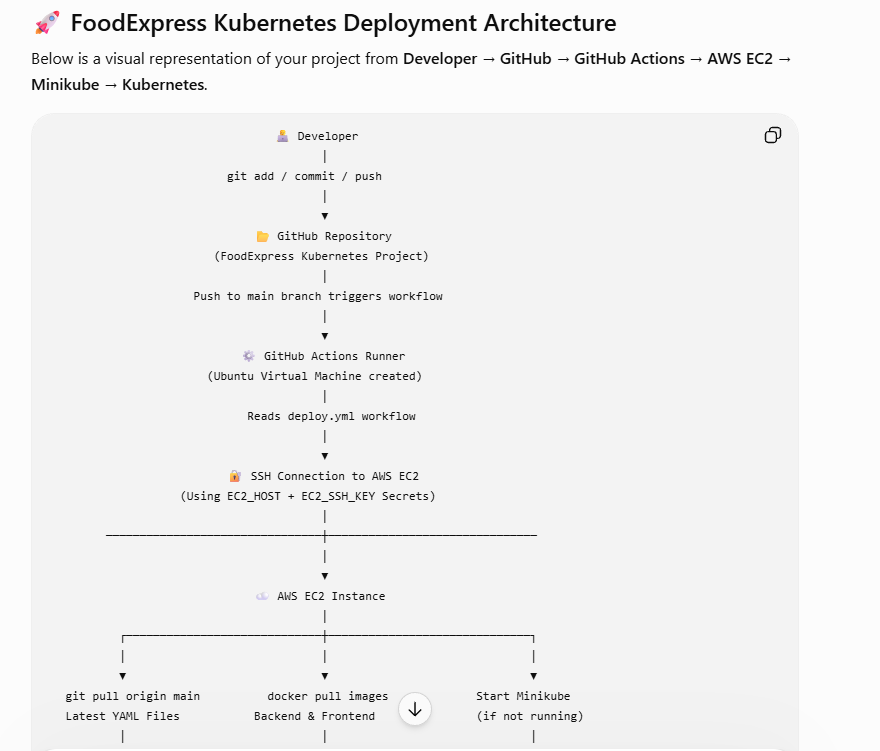 🚀 FoodExpress Kubernetes Deployment Architecture
Below is a visual representation of your project from Developer → GitHub → GitHub Actions → AWS EC2 →
Minikube → Kubernetes.
Developer
git add / commit / push
GitHub Repository
(FoodExpress Kubernetes Project)
Push to main branch triggers workflow
GitHub Actions Runner
(Ubuntu Virtual Machine created)
Reads deploy.yml workflow
SSH Connection to AWS EC2
(Using EC2_HOST + EC2_SSH_KEY Secrets)
AWS EC2 Instance
git pull origin main docker pull images Start Minikube
Latest YAML Files Backend & Frontend (if not running)